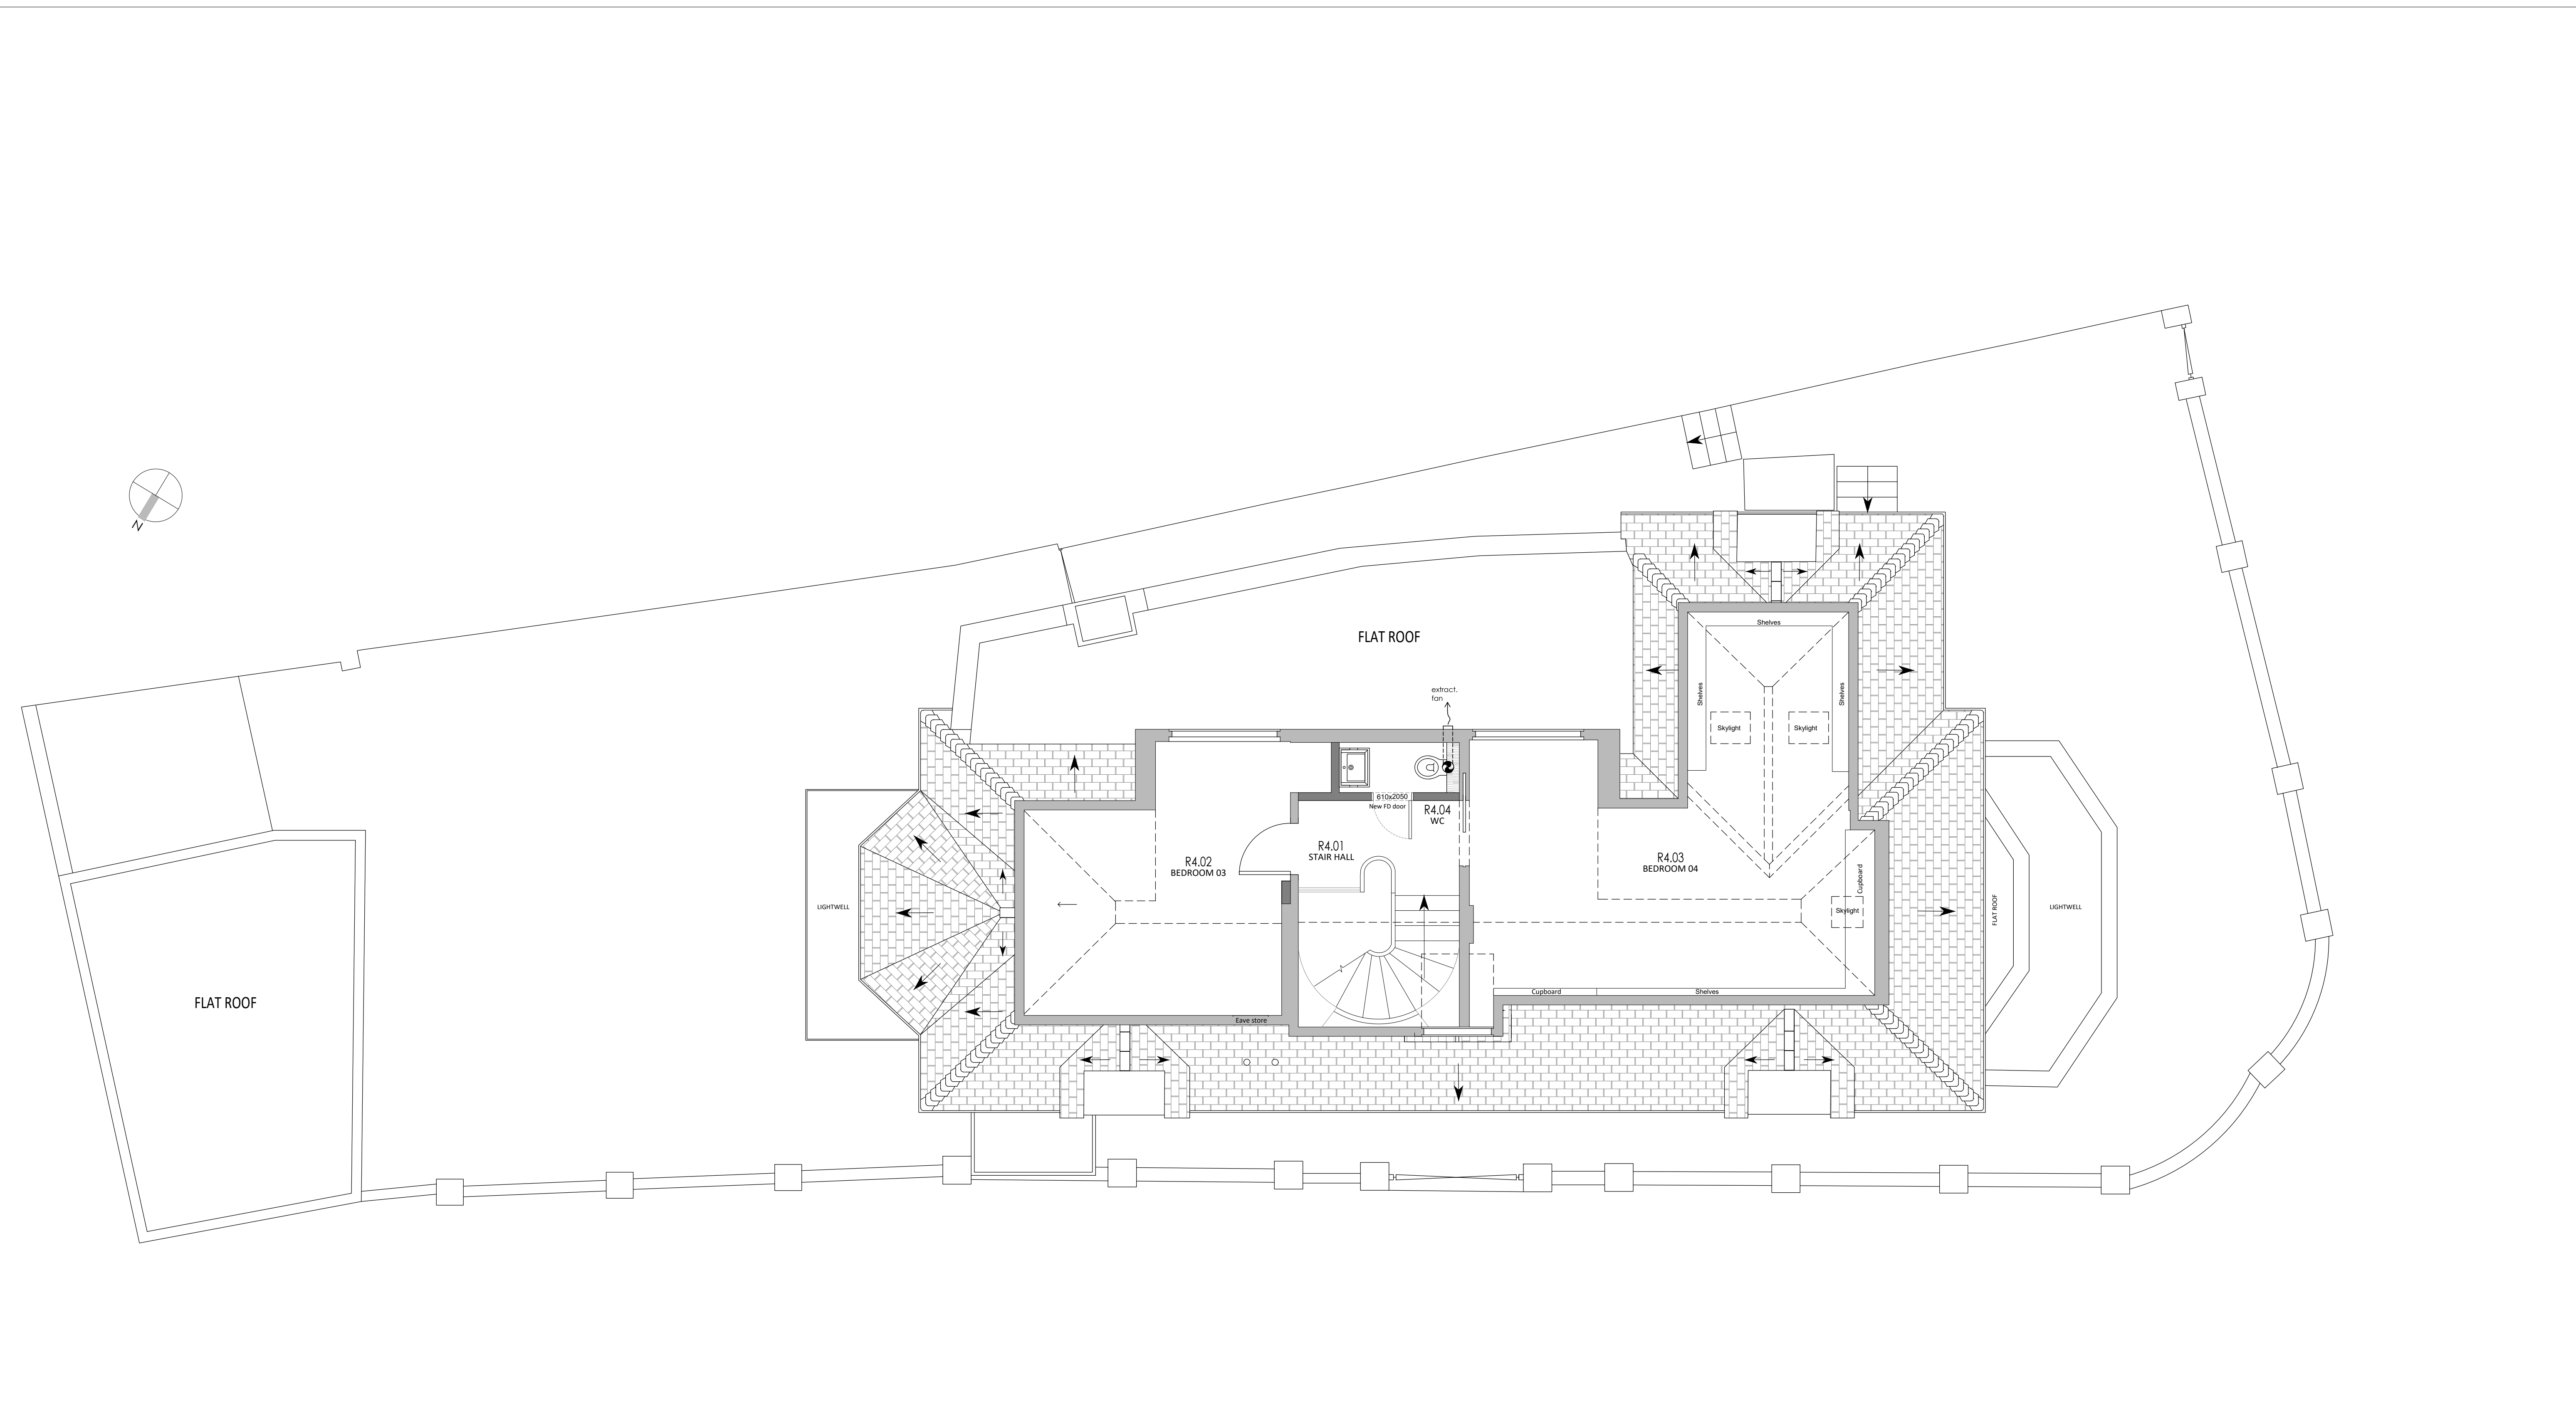 N
FLAT ROOF
Shelves
Shelves
Shelves
extract.
fan
Skylight
Skylight
610x2050
New FD door
R4.04
WC
R4.01
STAIR HALL
R4.02
BEDROOM 03
R4.03
BEDROOM 04
Cupboard
Skylight
LIGHTWELL
FLAT ROOF
LIGHTWELL
FLAT ROOF
Cupboard
Shelves
Eave store